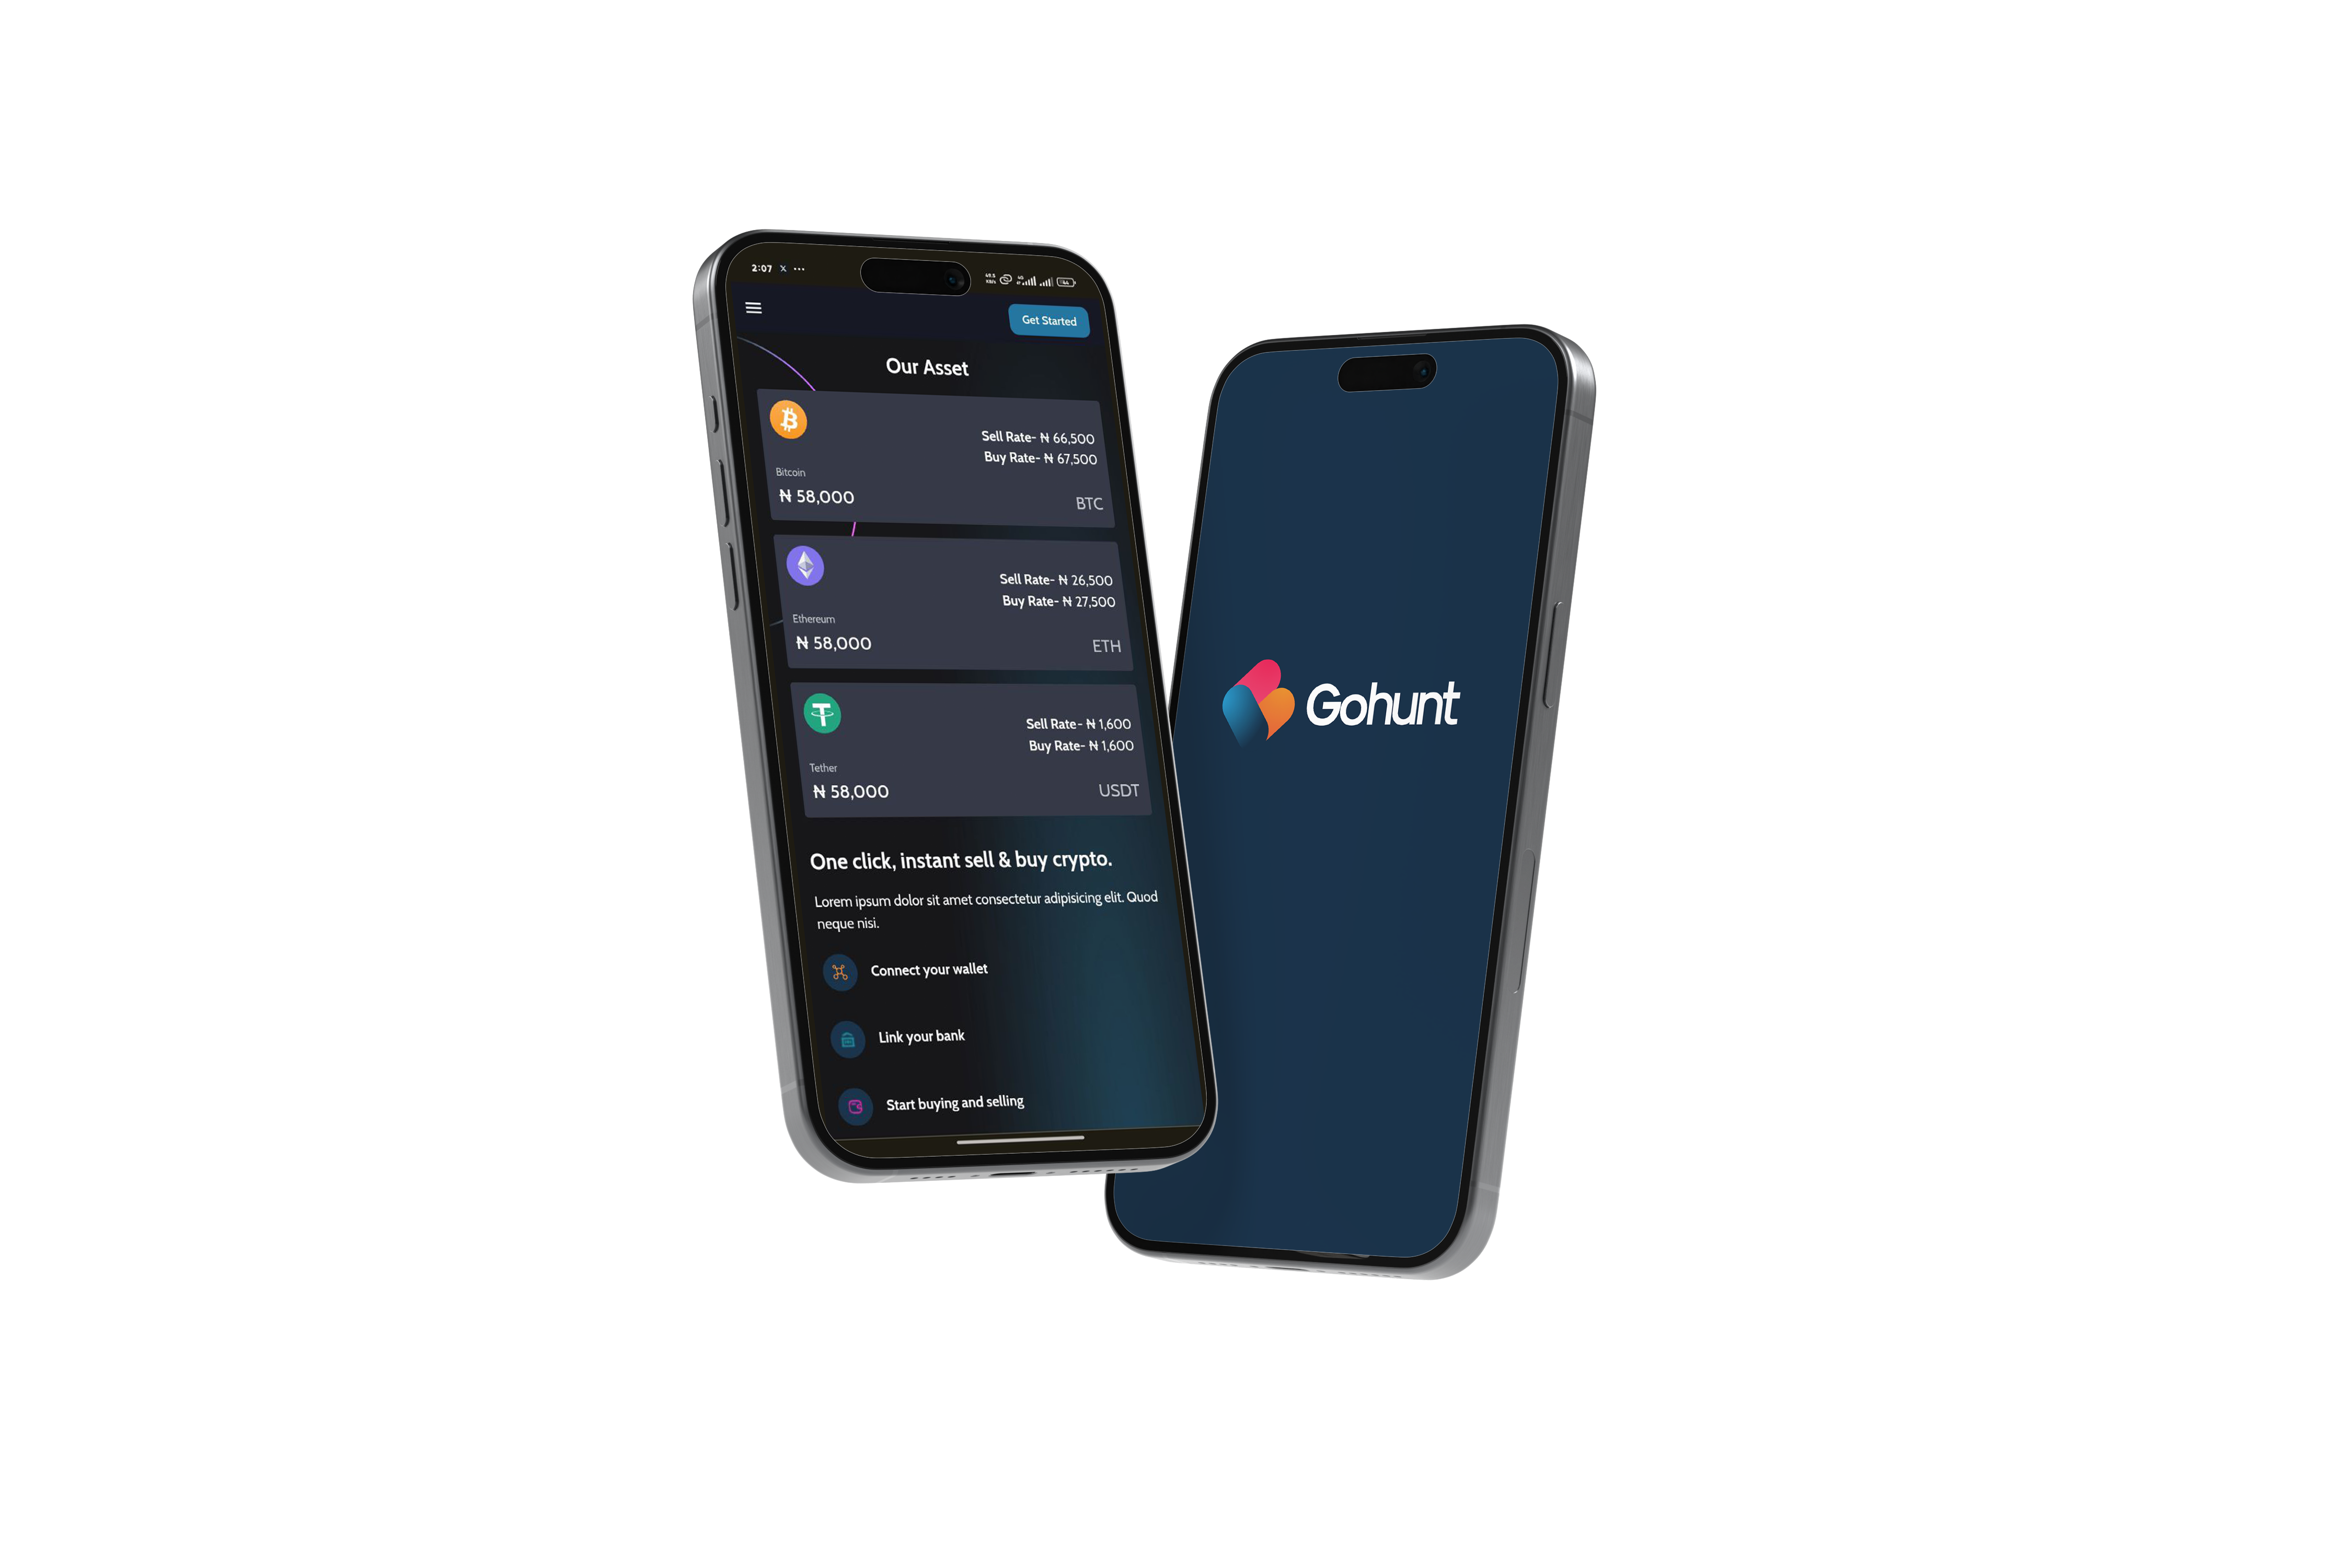 2:07 X ...
Get Started
Our Asset
Sell Rate- ₦ 66,500
Buy Rate- ₦ 67,500
Bitcoin
₦ 58,000
BTC
Sell Rate- ₦ 26,500
Buy Rate- ₦ 27,500
Ethereum
₦ 58,000
ETH
Sell Rate- ₦ 1,600
Buy Rate- ₦ 1,600
Tether
₦ 58,000
USDT
One click, instant sell & buy crypto.
Lorem ipsum dolor sit amet consectetur adipisicing elit. Quod
neque nisi.
Connect your wallet
Link your bank
Start buying and selling
Gohunt